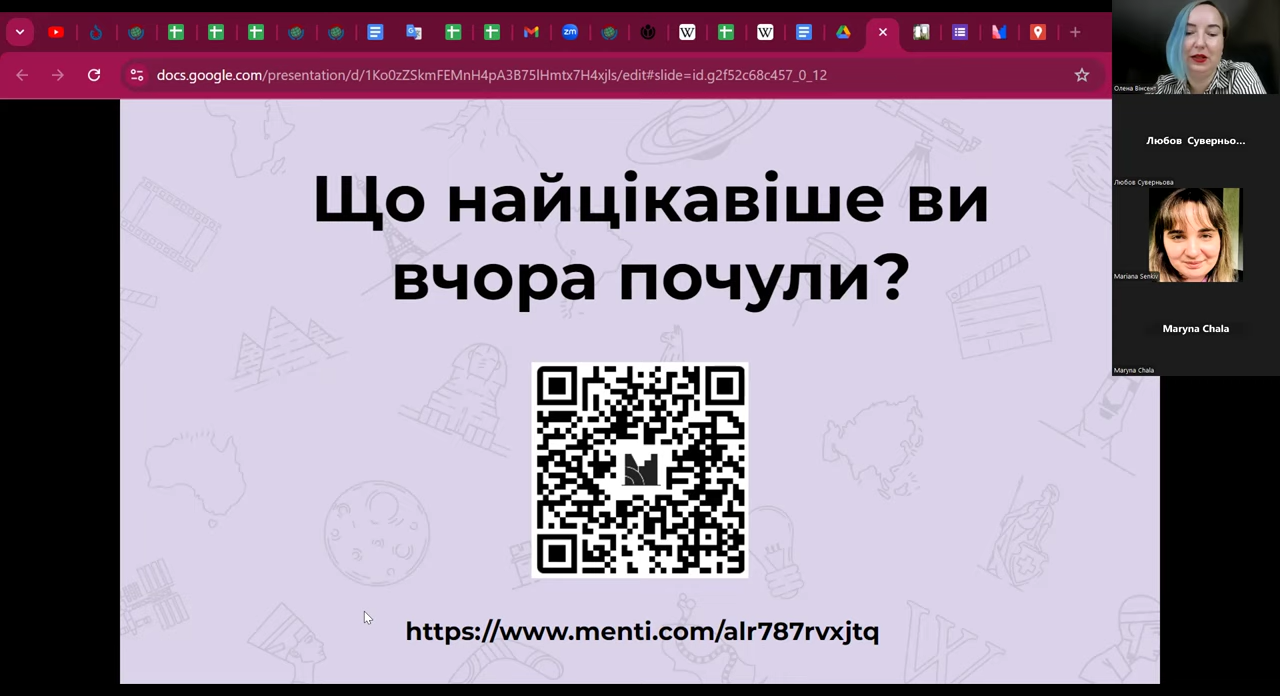 docs.google.com/presentation/d/1Ko0zZSkmFEMnH4pA3B75lHmtx7H4xjls/edit#slide=id.g2f52c68c457_0_12
Що найцікавіше ви
вчора почули?
https://www.menti.com/alr787rvxjtq
Олена Вінсент
Любов Суверньо...
Любов Суверньова
Mariana Senkiv
Maryna Chala
Maryna Chala